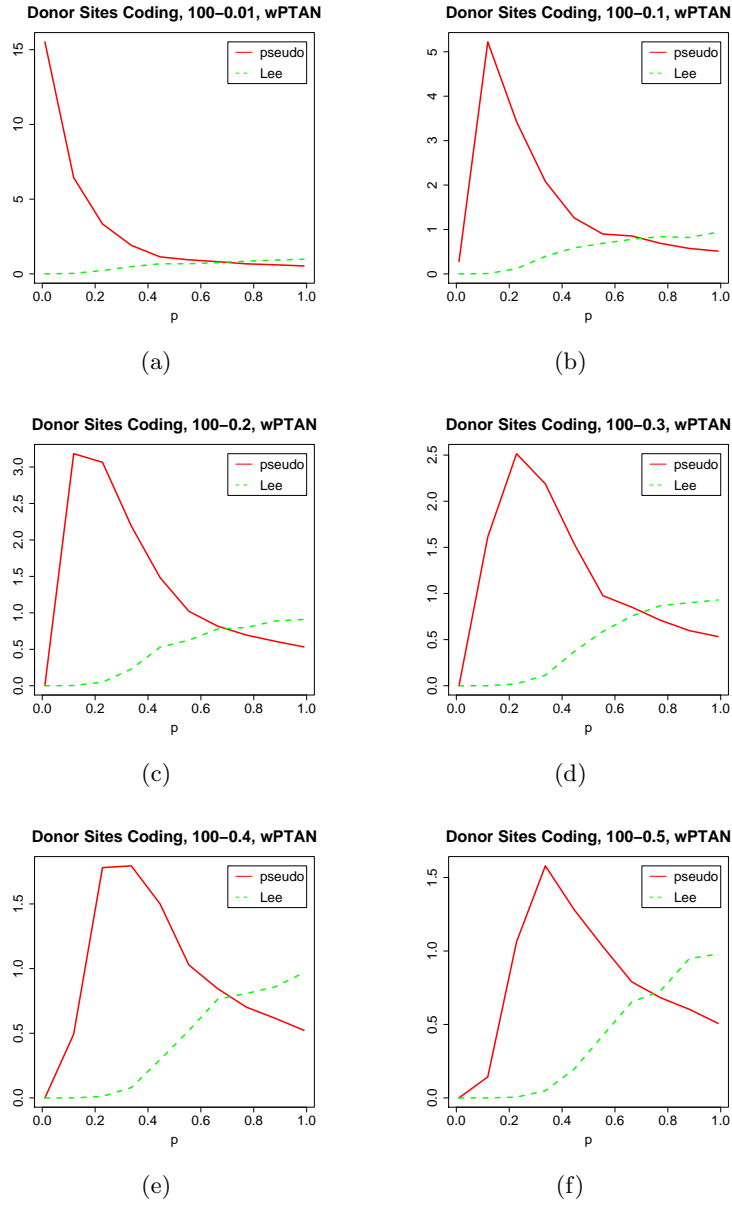 Donor Sites Coding, 100−0.01, wPTAN
pseudo
Lee
0
5
10
15
0.0 0.2 0.4 0.6 0.8 1.0
p
(a)
Donor Sites Coding, 100−0.1, wPTAN
pseudo
Lee
0
1
2
3
4
5
0.0 0.2 0.4 0.6 0.8 1.0
p
(b)
Donor Sites Coding, 100−0.2, wPTAN
pseudo
Lee
0.0
0.5
1.0
1.5
2.0
2.5
3.0
0.0 0.2 0.4 0.6 0.8 1.0
p
(c)
Donor Sites Coding, 100−0.3, wPTAN
pseudo
Lee
0.0
0.5
1.0
1.5
2.0
2.5
0.0 0.2 0.4 0.6 0.8 1.0
p
(d)
Donor Sites Coding, 100−0.4, wPTAN
pseudo
Lee
0.0
0.5
1.0
1.5
0.0 0.2 0.4 0.6 0.8 1.0
p
(e)
Donor Sites Coding, 100−0.5, wPTAN
pseudo
Lee
0.0
0.5
1.0
1.5
0.0 0.2 0.4 0.6 0.8 1.0
p
(f)